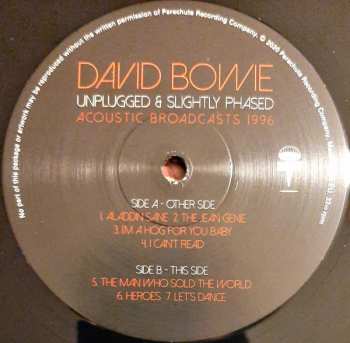 No part of this package or artwork may be reproduced without the written permission from Parachute Recording Company. © 2020 Parachute Recording Company.
DAVID BOWIE
UNPLUGGED & SLIGHTLY PHASED
ACOUSTIC BROADCASTS 1996
SIDE A - OTHER SIDE
1. ALADDIN SANE 2. THE JEAN GENIE
3. I'M A HOG FOR YOU BABY
4. I CAN'T READ
SIDE B - THIS SIDE
5. THE MAN WHO SOLD THE WORLD
6. HEROES 7. LET'S DANCE